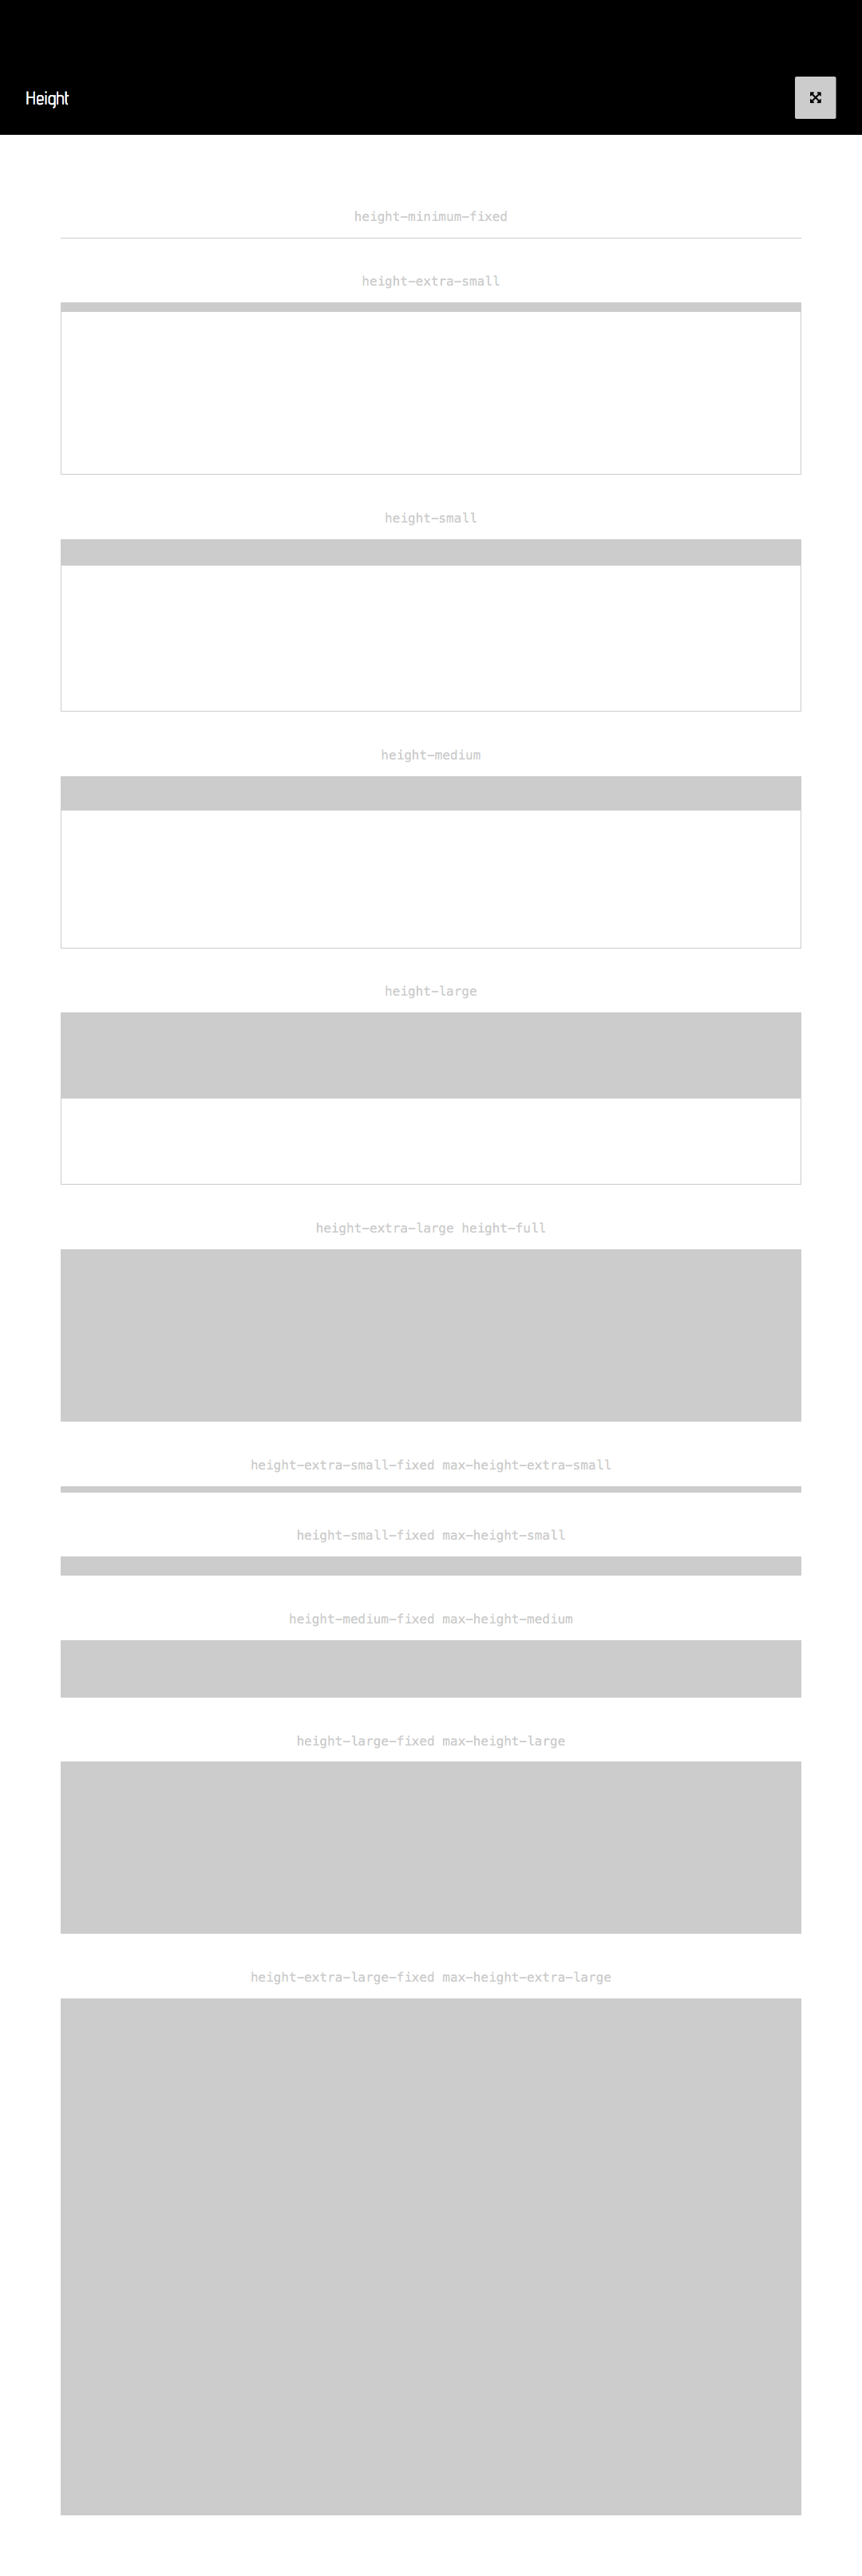 Height
height-minimum-fixed
height-extra-small
height-small
height-medium
height-large
height-extra-large height-full
height-extra-small-fixed max-height-extra-small
height-small-fixed max-height-small
height-medium-fixed max-height-medium
height-large-fixed max-height-large
height-extra-large-fixed max-height-extra-large